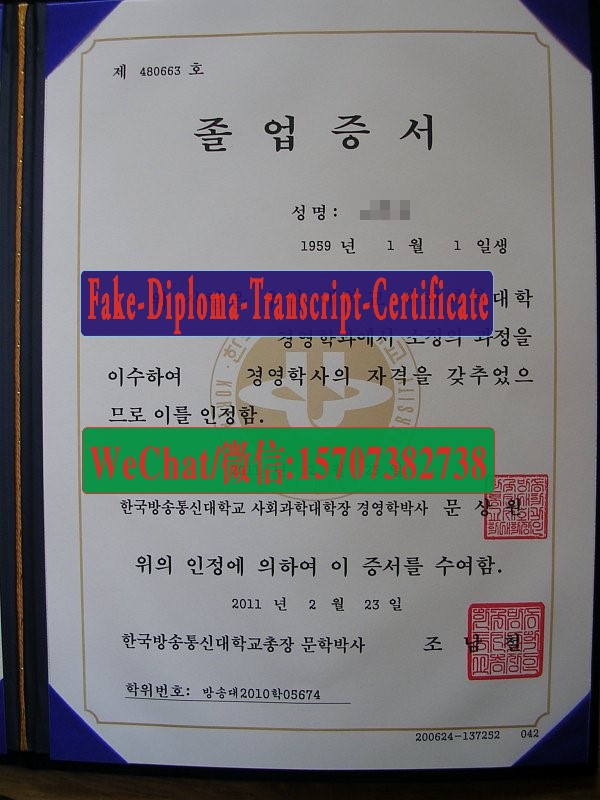 제 480663 호
졸업증서
성명:
1959 년 1 월 1 일생
Fake-Diploma-Transcript-Certificate
대학
경영학과에서 소정의 과정을
이수하여 경영학사의 자격을 갖추었으
므로 이를 인정함.
WeChat/微信:15707382738
한국방송통신대학교 사회과학대학장 경영학박사 문 상 원
위의 인정에 의하여 이 증서를 수여함.
2011 년 2 월 23 일
한국방송통신대학교총장 문학박사 조 남 철
학위번호: 방송대2010학05674
200624-137252 042